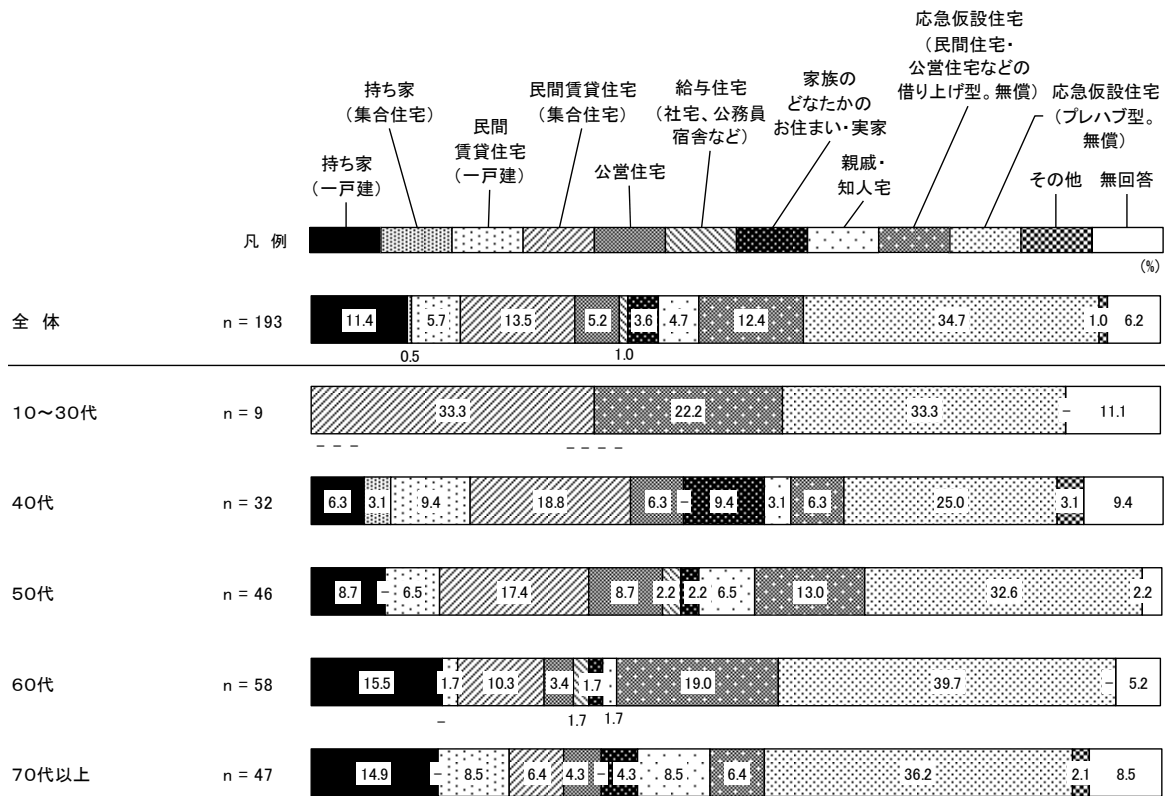 持ち家
（一戸建）
持ち家
（集合住宅）
民間
賃貸住宅
（一戸建）
民間賃貸住宅
（集合住宅）
公営住宅
給与住宅
（社宅、公務員
宿舎など）
家族の
どなたかの
お住まい・実家
親戚・
知人宅
応急仮設住宅
（民間住宅・
公営住宅などの
借り上げ型。無償）
応急仮設住宅
（プレハブ型。
無償）
その他
無回答
凡 例
(%)
全 体 n = 193 11.4 5.7 13.5 5.2 3.6 4.7 12.4 34.7 1.0 6.2
0.5 1.0
10～30代 n = 9 33.3 22.2 33.3 － 11.1
－ － － － － － －
40代 n = 32 6.3 3.1 9.4 18.8 6.3 － 9.4 3.1 6.3 25.0 3.1 9.4
50代 n = 46 8.7 － 6.5 17.4 8.7 2.2 2.2 6.5 13.0 32.6 2.2
60代 n = 58 15.5 1.7 10.3 3.4 1.7 19.0 39.7 － 5.2
－ 1.7 1.7
70代以上 n = 47 14.9 － 8.5 6.4 4.3 － 4.3 8.5 6.4 36.2 2.1 8.5